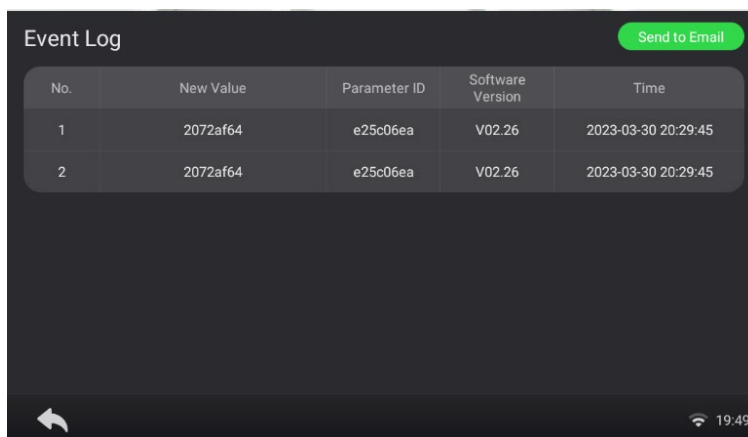 Event Log
Send to Email
No. New Value Parameter ID Software Version Time
1 2072af64 e25c06ea V02.26 2023-03-30 20:29:45
2 2072af64 e25c06ea V02.26 2023-03-30 20:29:45
19:49